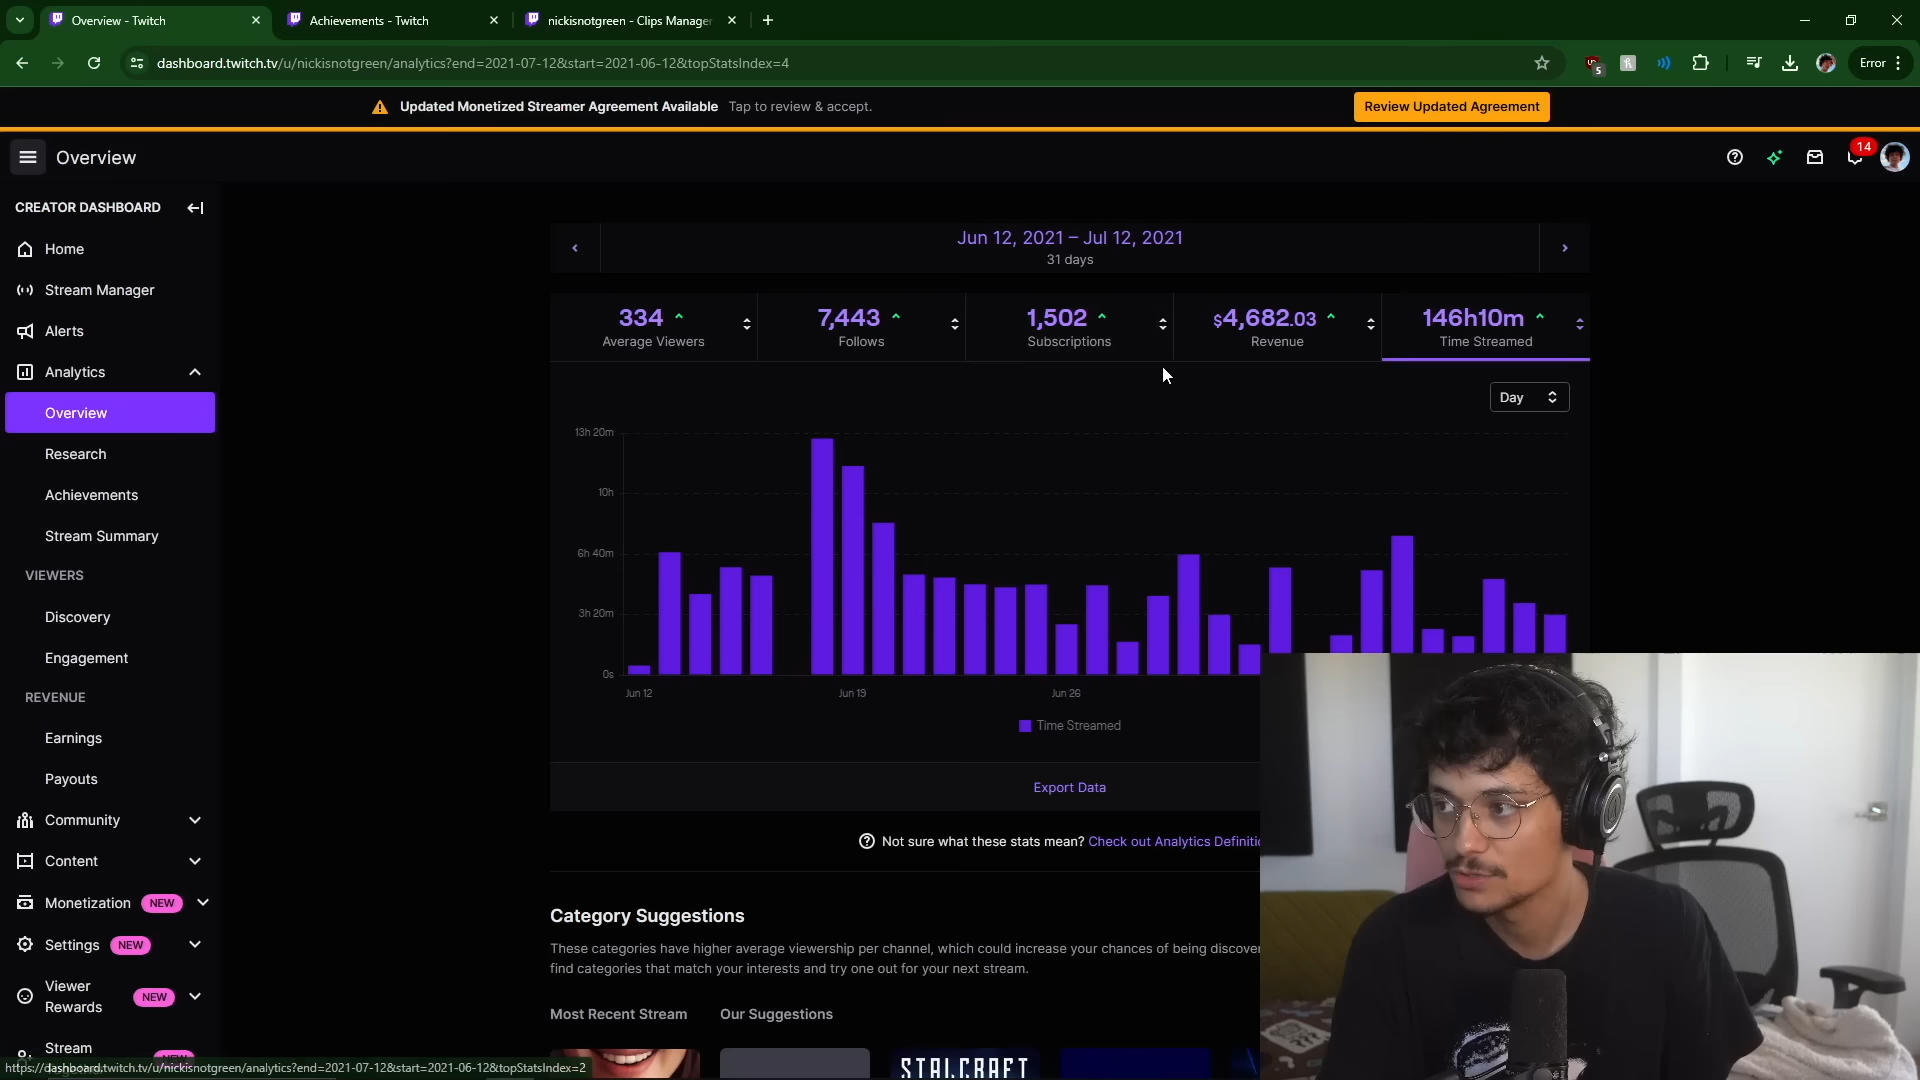 Overview - Twitch
Achievements - Twitch
nickisnotgreen - Clips Manager
dashboard.twitch.tv/u/nickisnotgreen/analytics?end=2021-07-12&start=2021-06-12&topStatsIndex=4
5
Error
Updated Monetized Streamer Agreement Available Tap to review & accept.
Review Updated Agreement
Overview
14
CREATOR DASHBOARD
Home
Stream Manager
Alerts
Analytics
Overview
Research
Achievements
Stream Summary
VIEWERS
Discovery
Engagement
REVENUE
Earnings
Payouts
Community
Content
Monetization NEW
Settings NEW
Viewer
Rewards
NEW
Stream
Jun 12, 2021 – Jul 12, 2021
31 days
334
Average Viewers
7,443
Follows
1,502
Subscriptions
$4,682.03
Revenue
146h10m
Time Streamed
Day
13h 20m
10h
6h 40m
3h 20m
0s
Jun 12
Jun 19
Jun 26
Time Streamed
Export Data
Not sure what these stats mean? Check out Analytics
These categories have higher average viewership per channel, which could increase your chances of being
find categories that match your interests and try one out for your next stream.
Category Suggestions
Most Recent Stream
Our Suggestions
STALCRAFT
https://dashboard.twitch.tv/u/nickisnotgreen/analytics?end=2021-07-12&start=2021-06-12&topStatsIndex=2